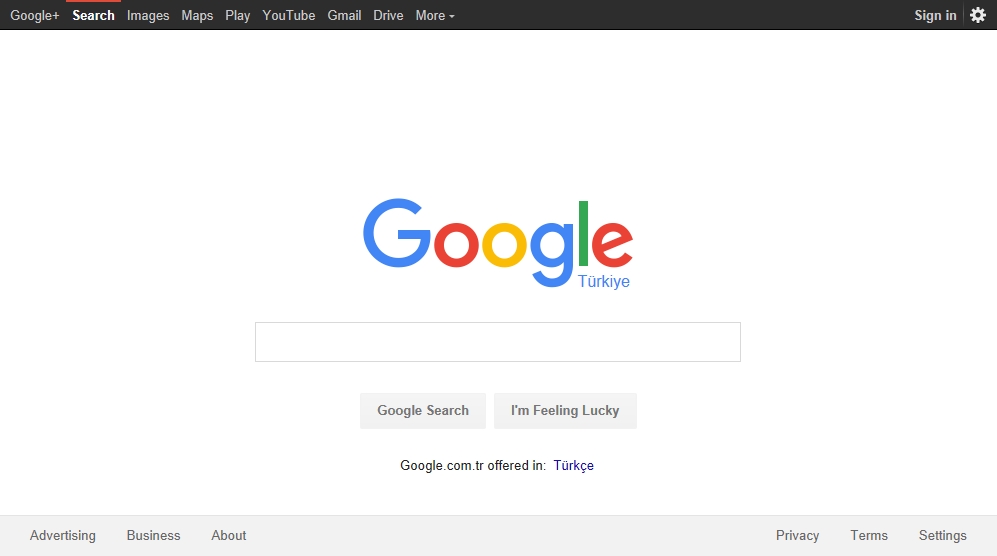 Google+ Search Images Maps Play YouTube Gmail Drive More Sign in
Google
Türkiye
Google Search I'm Feeling Lucky
Google.com.tr offered in: Türkçe
Advertising Business About Privacy Terms Settings